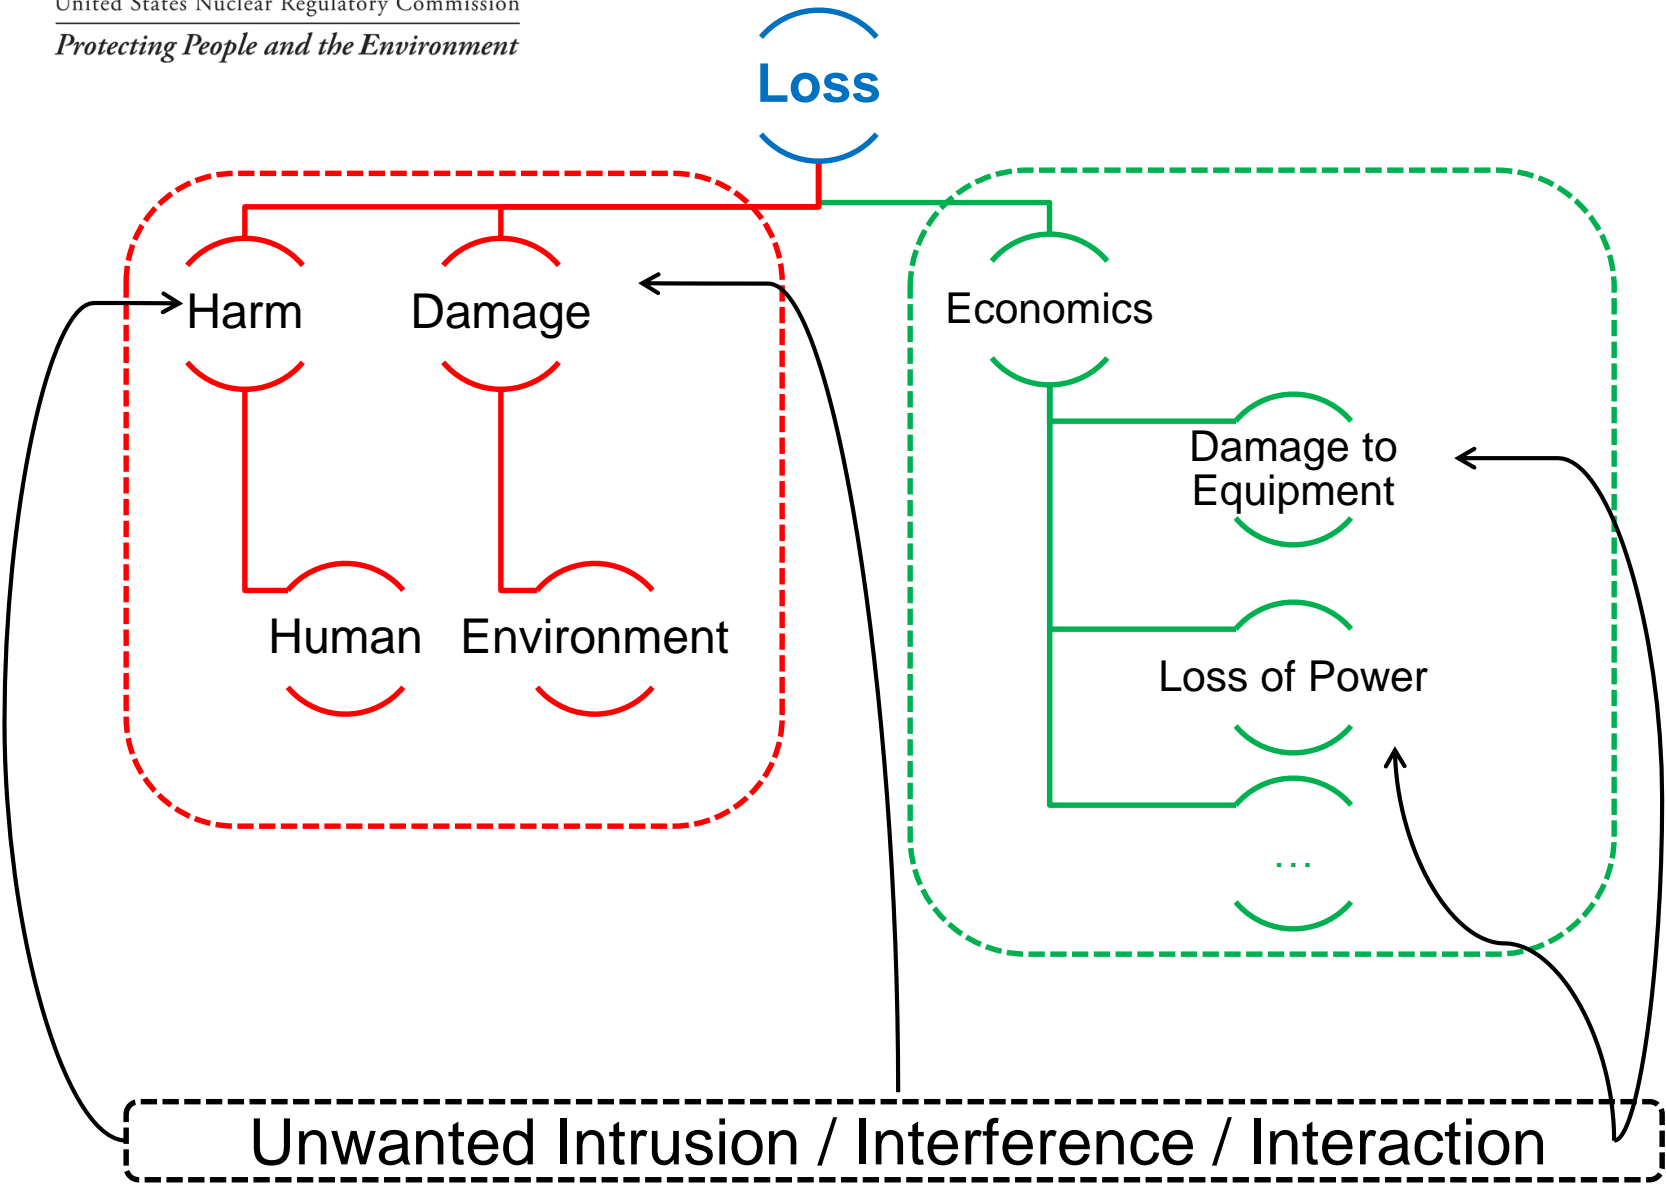 United States Nuclear Regulatory Commission
Protecting People and the Environment
Loss
Harm
Damage
Economics
Damage to
Equipment
Human
Environment
Loss of Power
...
Unwanted Intrusion / Interference / Interaction